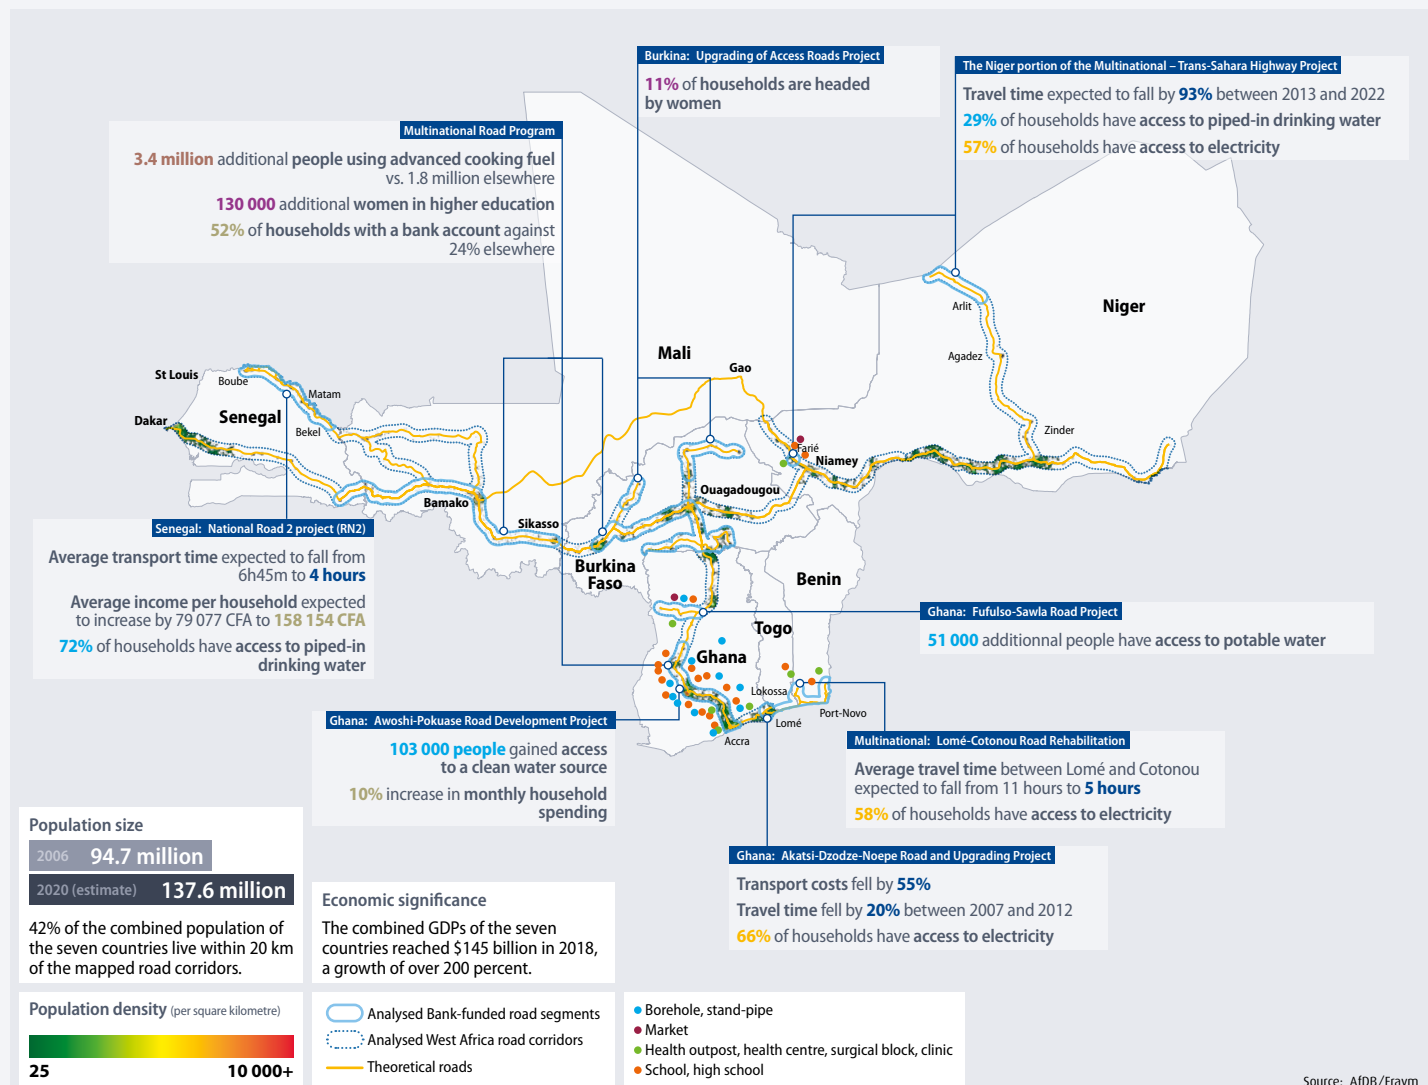 Burkina: Upgrading of Access Roads Project
11% of households are headed
by women
The Niger portion of the Multinational – Trans-Sahara Highway Project
Travel time expected to fall by 93% between 2013 and 2022
29% of households have access to piped-in drinking water
57% of households have access to electricity
Multinational Road Program
3.4 million additional people using advanced cooking fuel
vs. 1.8 million elsewhere
130 000 additional women in higher education
52% of households with a bank account against
24% elsewhere
Niger
Arlit
Agadez
Zinder
Mali
Gao
St Louis
Boube
Matam
Dakar
Senegal
Bekel
Farié
Niamey
Ouagadougou
Bamako
Sikasso
Burkina
Faso
Benin
Togo
Ghana
Lokossa
Port-Novo
Lomé
Accra
Senegal: National Road 2 project (RN2)
Average transport time expected to fall from
6h45m to 4 hours
Average income per household expected
to increase by 79 077 CFA to 158 154 CFA
72% of households have access to piped-in
drinking water
Ghana: Fufulso-Sawla Road Project
51 000 additionnal people have access to potable water
Ghana: Awoshi-Pokuase Road Development Project
103 000 people gained access
to a clean water source
10% increase in monthly household
spending
Multinational: Lomé-Cotonou Road Rehabilitation
Average travel time between Lomé and Cotonou
expected to fall from 11 hours to 5 hours
58% of households have access to electricity
Ghana: Akatsi-Dzodze-Noepe Road and Upgrading Project
Transport costs fell by 55%
Travel time fell by 20% between 2007 and 2012
66% of households have access to electricity
Population size
2006 94.7 million
2020 (estimate) 137.6 million
42% of the combined population of
the seven countries live within 20 km
of the mapped road corridors.
Economic significance
The combined GDPs of the seven
countries reached $145 billion in 2018,
a growth of over 200 percent.
Population density (per square kilometre)
25 10 000+
Analysed Bank-funded road segments
Analysed West Africa road corridors
Theoretical roads
Borehole, stand-pipe
Market
Health outpost, health centre, surgical block, clinic
School, high school
Source: AfDB/Fraym